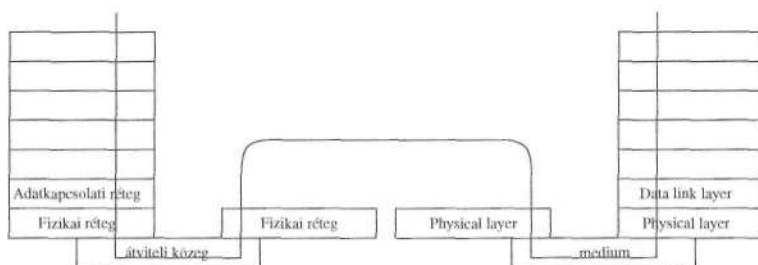 Adatkapcsolati réteg
Data link layer
Fizikai réteg
Fizikai réteg
Physical layer
Physical layer
átviteli közeg
medium